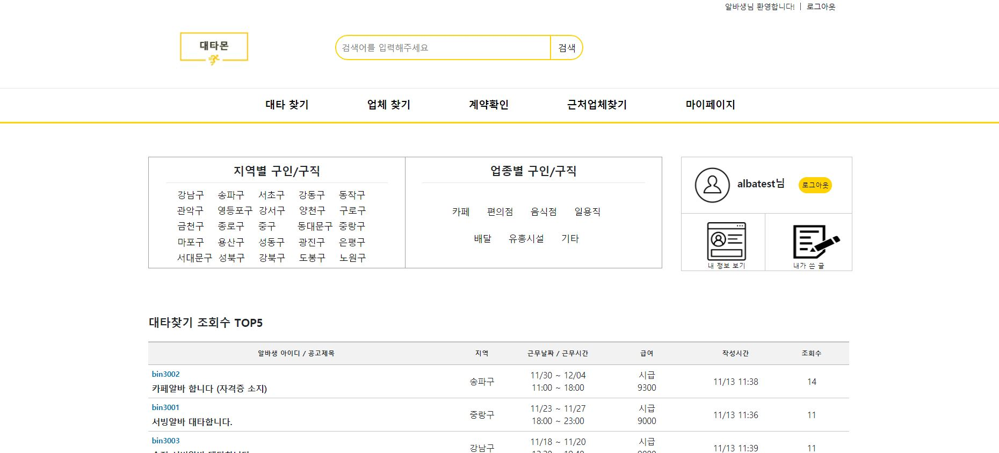 알바생님 환영합니다! | 로그아웃
대타몬
검색어를 입력해주세요 검색
대타 찾기 업체 찾기 계약확인 근처업체찾기 마이페이지
지역별 구인/구직
강남구 송파구 서초구 강동구 동작구
관악구 영등포구 강서구 양천구 구로구
금천구 종로구 중구 동대문구 중랑구
마포구 용산구 성동구 광진구 은평구
서대문구 성북구 강북구 도봉구 노원구
업종별 구인/구직
카페 편의점 음식점 일용직
배달 유흥시설 기타
albatest님 로그아웃
내 정보 보기 내가 쓴 글
대타찾기 조회수 TOP5
알바생 아이디 / 공고제목 지역 근무날짜 / 근무시간 급여 작성시간 조회수
bin3002
카페알바 합니다 (자격증 소지)
송파구
11/30 ~ 12/04
11:00 ~ 18:00
시급
9300
11/13 11:38
14
bin3001
서빙알바 대타합니다.
중랑구
11/23 ~ 11/27
18:00 ~ 23:00
시급
9000
11/13 11:36
11
bin3003
강남구
11/18 ~ 11/20
시급
11/13 11:39
11